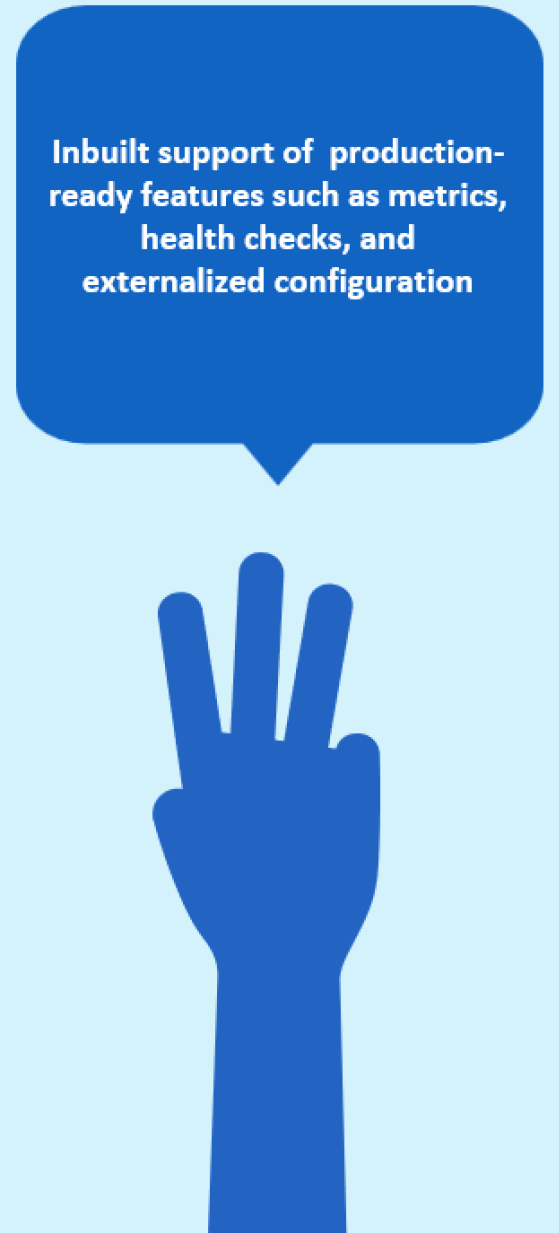 Inbuilt support of  production-
ready features such as metrics,
health checks, and
externalized configuration